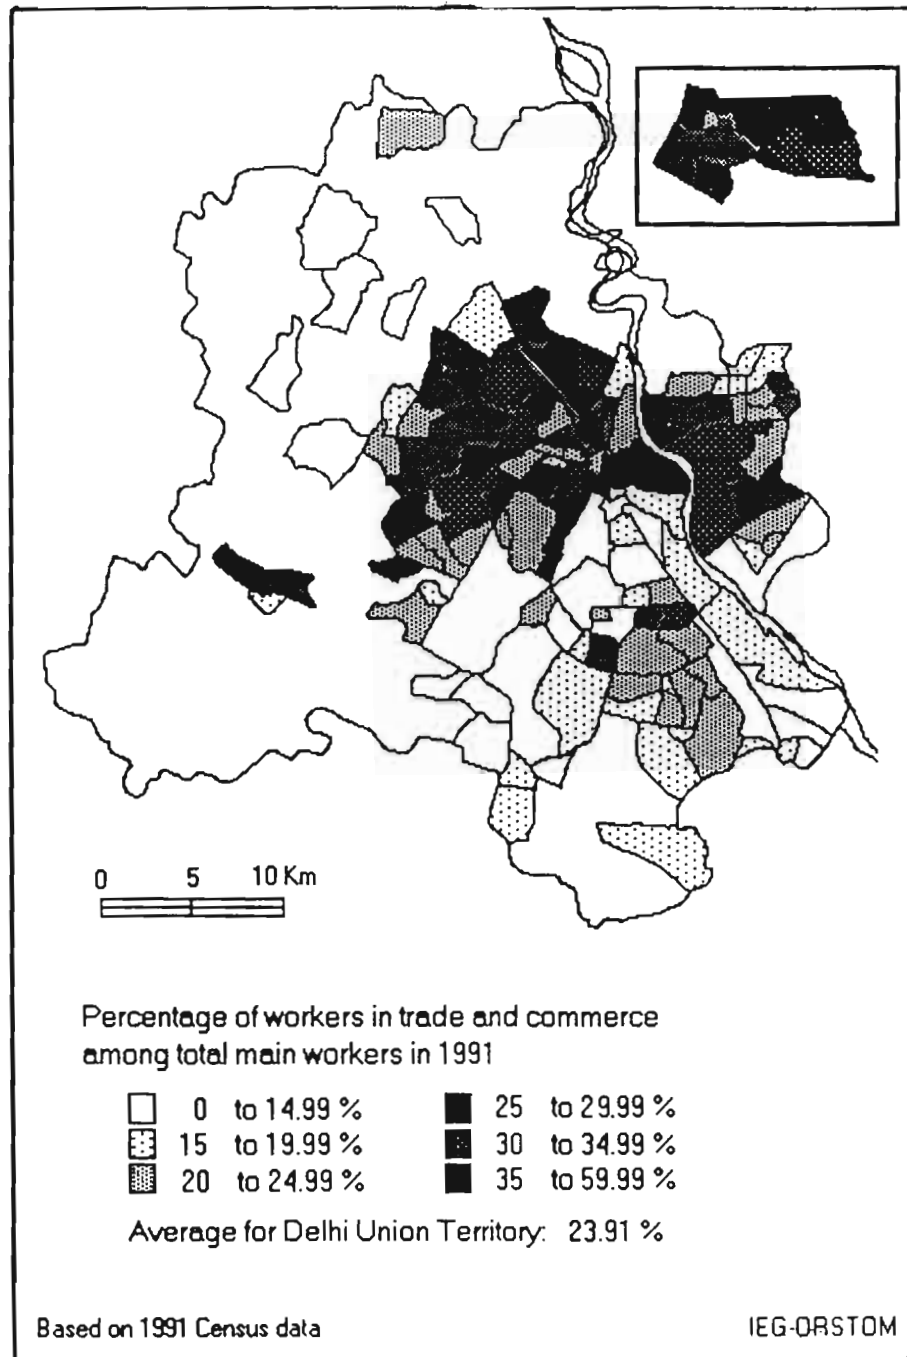 0 5 10 Km
Percentage of workers in trade and commerce
among total main workers in 1991
0 to 14.99 %
15 to 19.99 %
20 to 24.99 %
25 to 29.99 %
30 to 34.99 %
35 to 59.99 %
Average for Delhi Union Territory: 23.91 %
Based on 1991 Census data
IEG-ORSTOM